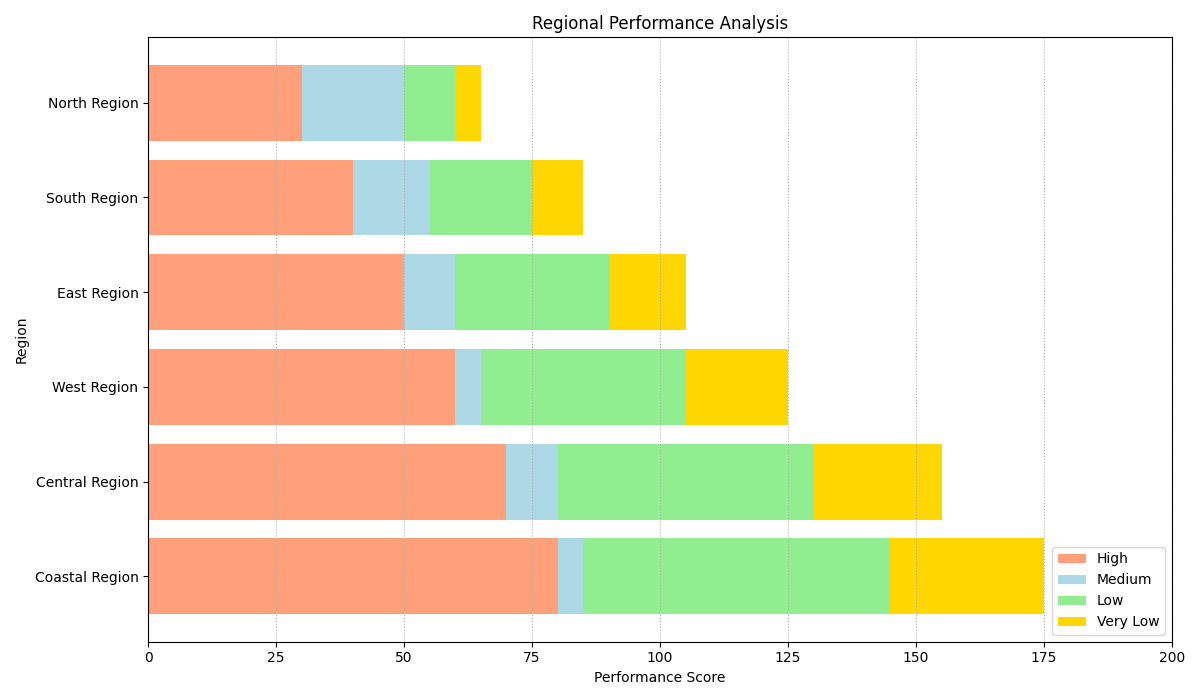 Regional Performance Analysis
North Region
South Region
East Region
West Region
Central Region
Coastal Region
Region
0 25 50 75 100 125 150 175 200
Performance Score
High
Medium
Low
Very Low